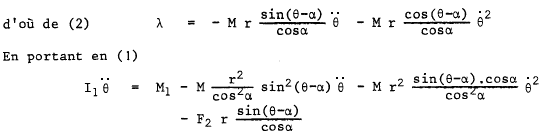 d'où de (2) λ = - M r sin(θ-α)/cosα θ̈ - M r cos(θ-α)/cosα θ̇²
En portant en (1)
I₁ θ̈ = M₁ - M r²/cos²α sin²(θ-α) θ̈ - M r² sin(θ-α).cosα/cos²α θ̇²
- F₂ r sin(θ-α)/cosα